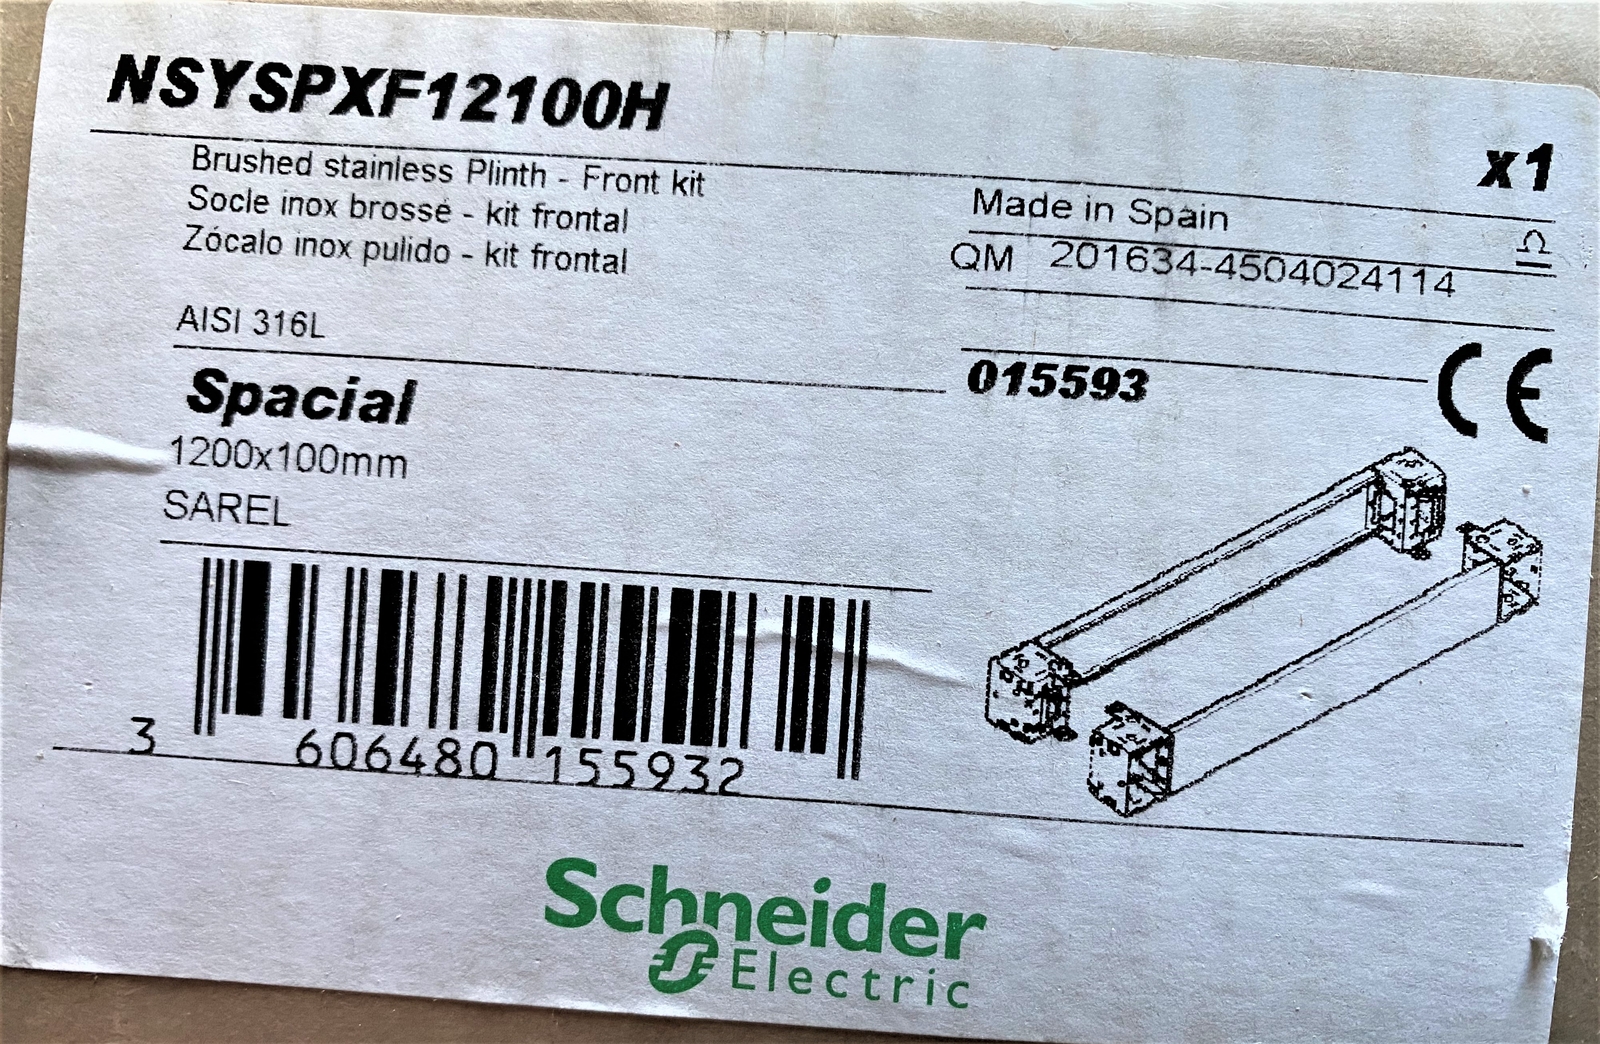 NSYSPXF12100H
x1
Brushed stainless Plinth - Front kit
Socle inox brossé - kit frontal
Zócalo inox pulido - kit frontal
Made in Spain
QM 201634-4504024114
AISI 316L
015593
CE
Spacial
1200x100mm
SAREL
3 606480 155932
Schneider
Electric